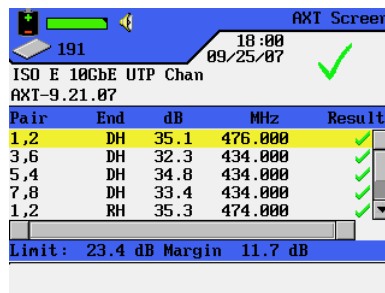 AXT Screen
191
18:00
09/25/07
ISO E 10GbE UTP Chan
AXT-9.21.07
Pair End dB MHz Result
1,2 DH 35.1 476.000
3,6 DH 32.3 434.000
5,4 DH 34.8 434.000
7,8 DH 33.4 434.000
1,2 RH 35.3 474.000
Limit: 23.4 dB Margin 11.7 dB